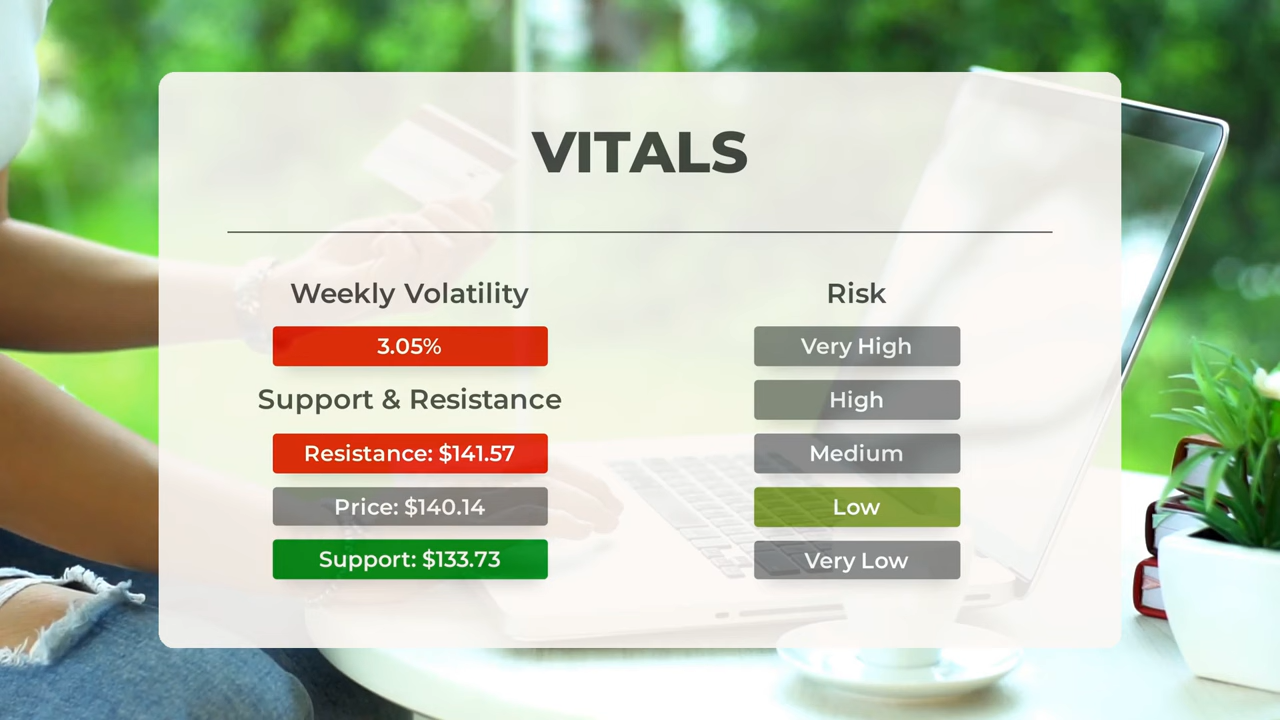 VITALS
Weekly Volatility
3.05%
Support & Resistance
Resistance: $141.57
Price: $140.14
Support: $133.73
Risk
Very High
High
Medium
Low
Very Low